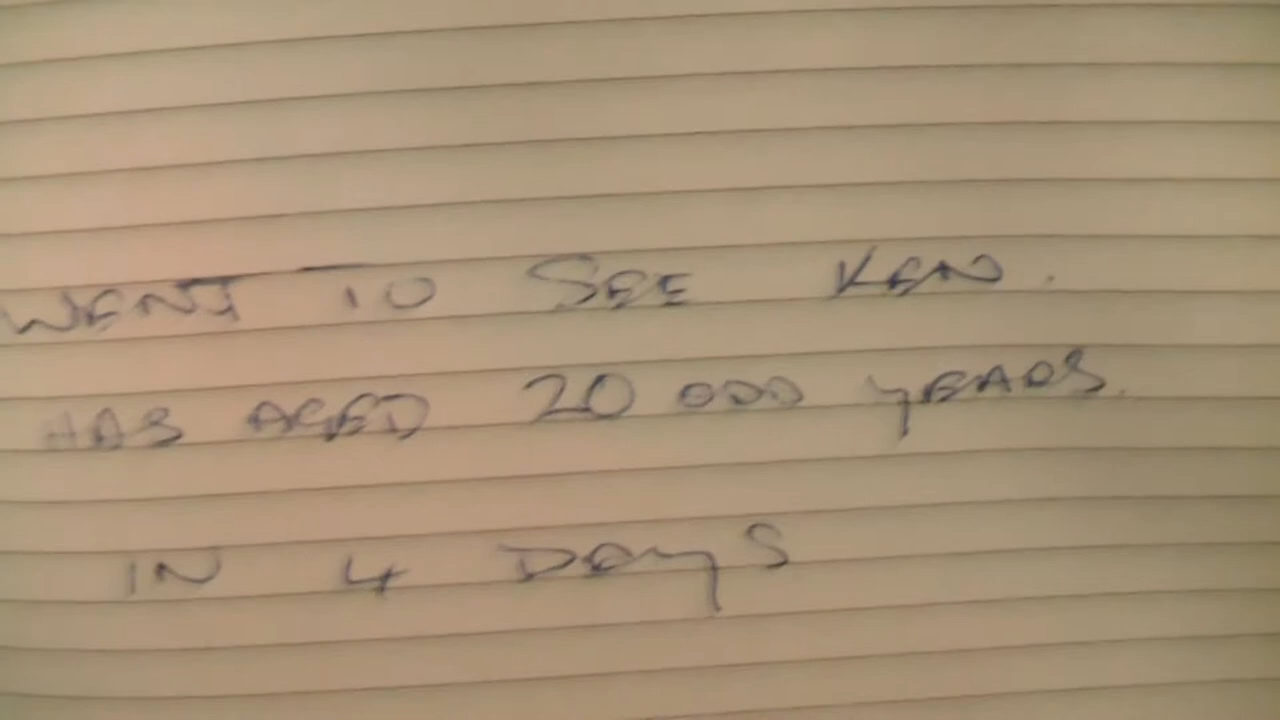 WENT TO SEE KEN.
HAS AGED 20 000 YEARS.
IN 4 DAYS